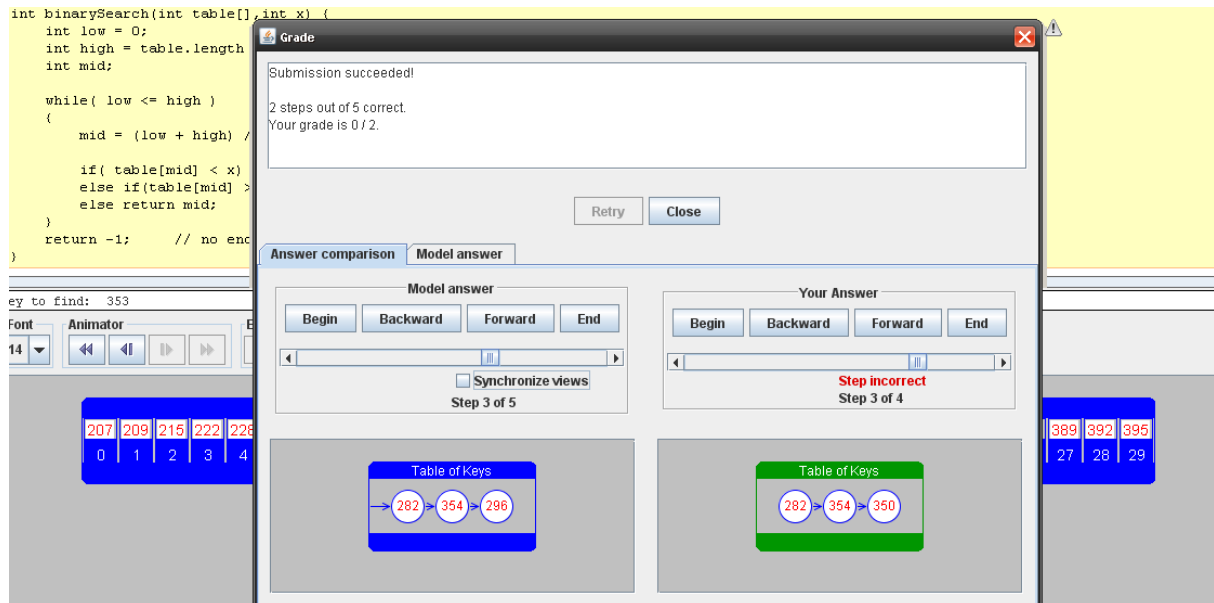 int binarySearch(int table[],int x) {
int low = 0;
int high = table.length
int mid;
while( low <= high )
{
mid = (low + high) /
if( table[mid] < x)
else if(table[mid] >
else return mid;
}
return -1; // no enc
}
ey to find: 353
Font Animator E
14
207 209 215 222 228
0 1 2 3 4
Grade
Submission succeeded!
2 steps out of 5 correct.
Your grade is 0 / 2.
Retry Close
Answer comparison Model answer
Model answer
Begin Backward Forward End
Synchronize views
Step 3 of 5
Table of Keys
282 354 296
Your Answer
Begin Backward Forward End
Step incorrect
Step 3 of 4
Table of Keys
282 354 350
389 392 395
27 28 29